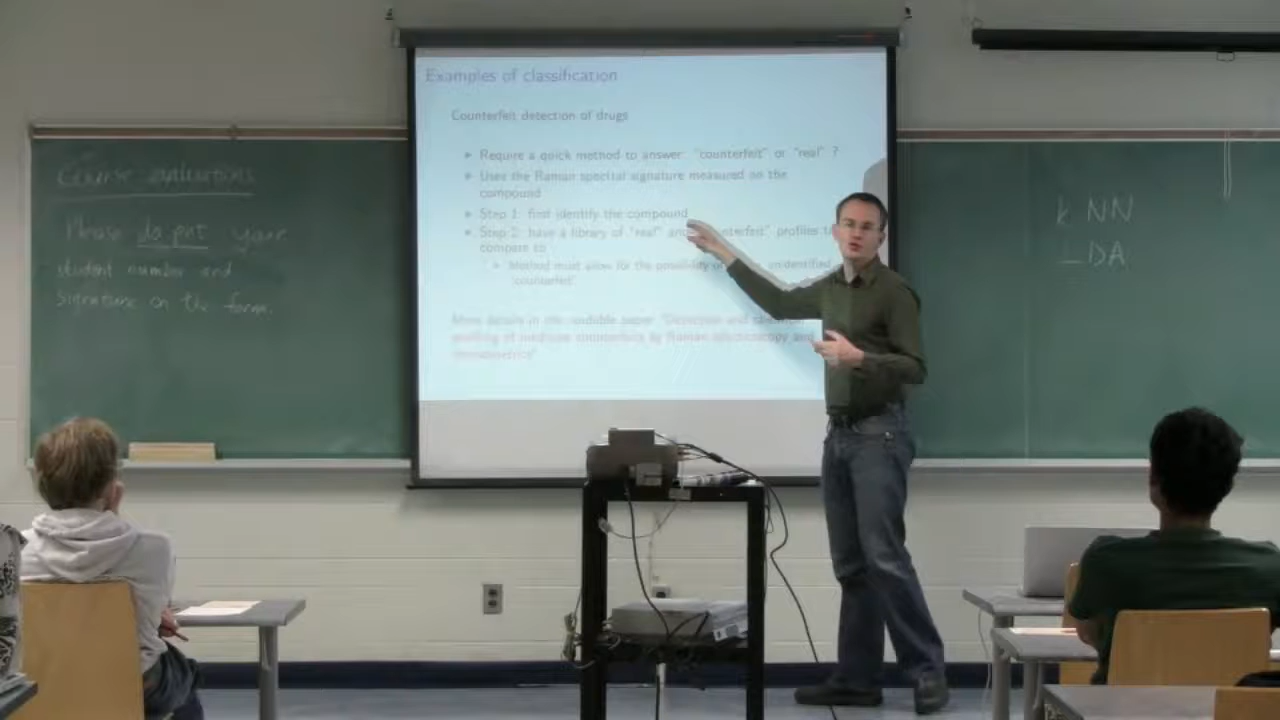 Course evaluations
Please do put your
student number and
signature on the form.
Examples of classification
Counterfeit detection of drugs
▸ Require a quick method to answer: "counterfeit" or "real" ?
▸ Uses the Raman spectral signature measured on the
compound
▸ Step 1: first identify the compound
▸ Step 2: have a library of "real" and profiles
compare to
▸ Method must allow for the possibility of unidentified
"counterfeit"
More details in this readable paper: "Detection and
profiling of medicine by Raman spectroscopy and
chemometrics"
k NN
LDA